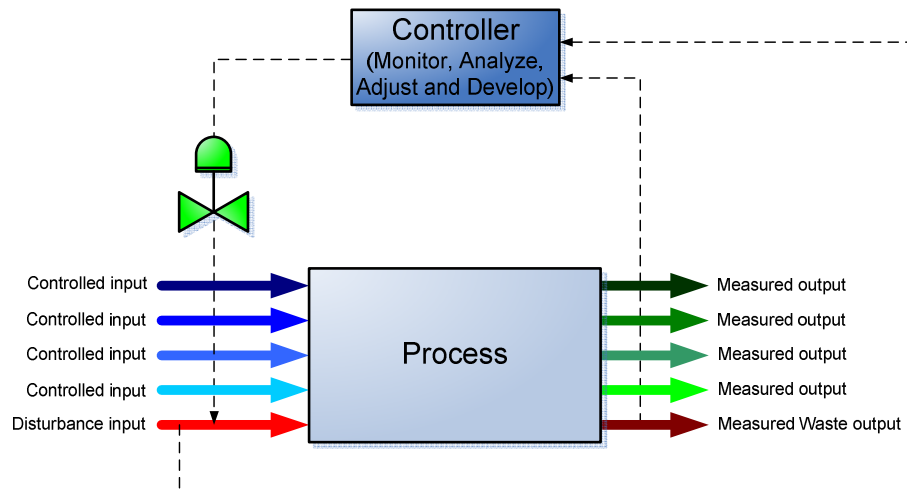 Controller
(Monitor, Analyze,
Adjust and Develop)
Controlled input
Controlled input
Controlled input
Controlled input
Disturbance input
Process
Measured output
Measured output
Measured output
Measured output
Measured Waste output